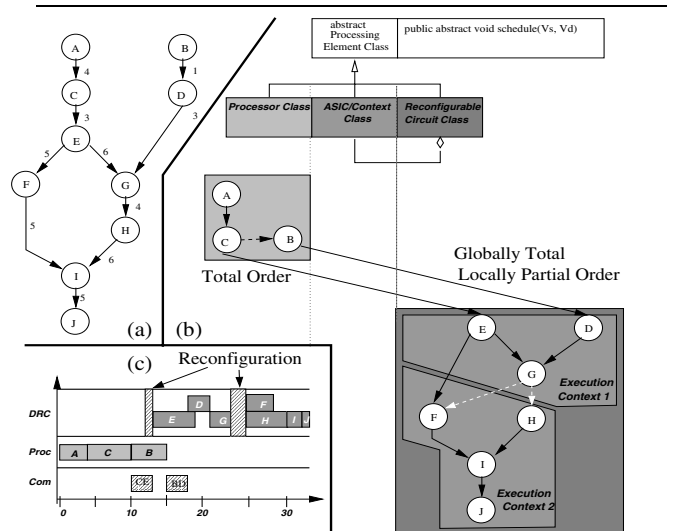 A
B
4
1
C
D
3
3
E
5
6
F
G
5
4
H
6
I
5
J
(a)
(b)
abstract
Processing
Element Class
public abstract void schedule(Vs, Vd)
Processor Class
ASIC/Context
Class
Reconfigurable
Circuit Class
A
C
B
Total Order
Globally Total
Locally Partial Order
E
D
G
Execution
Context 1
F
H
I
J
Execution
Context 2
(c)
Reconfiguration
DRC
D
F
E
G
H
I
J
Proc
A
C
B
Com
CE
BD
0
10
20
30